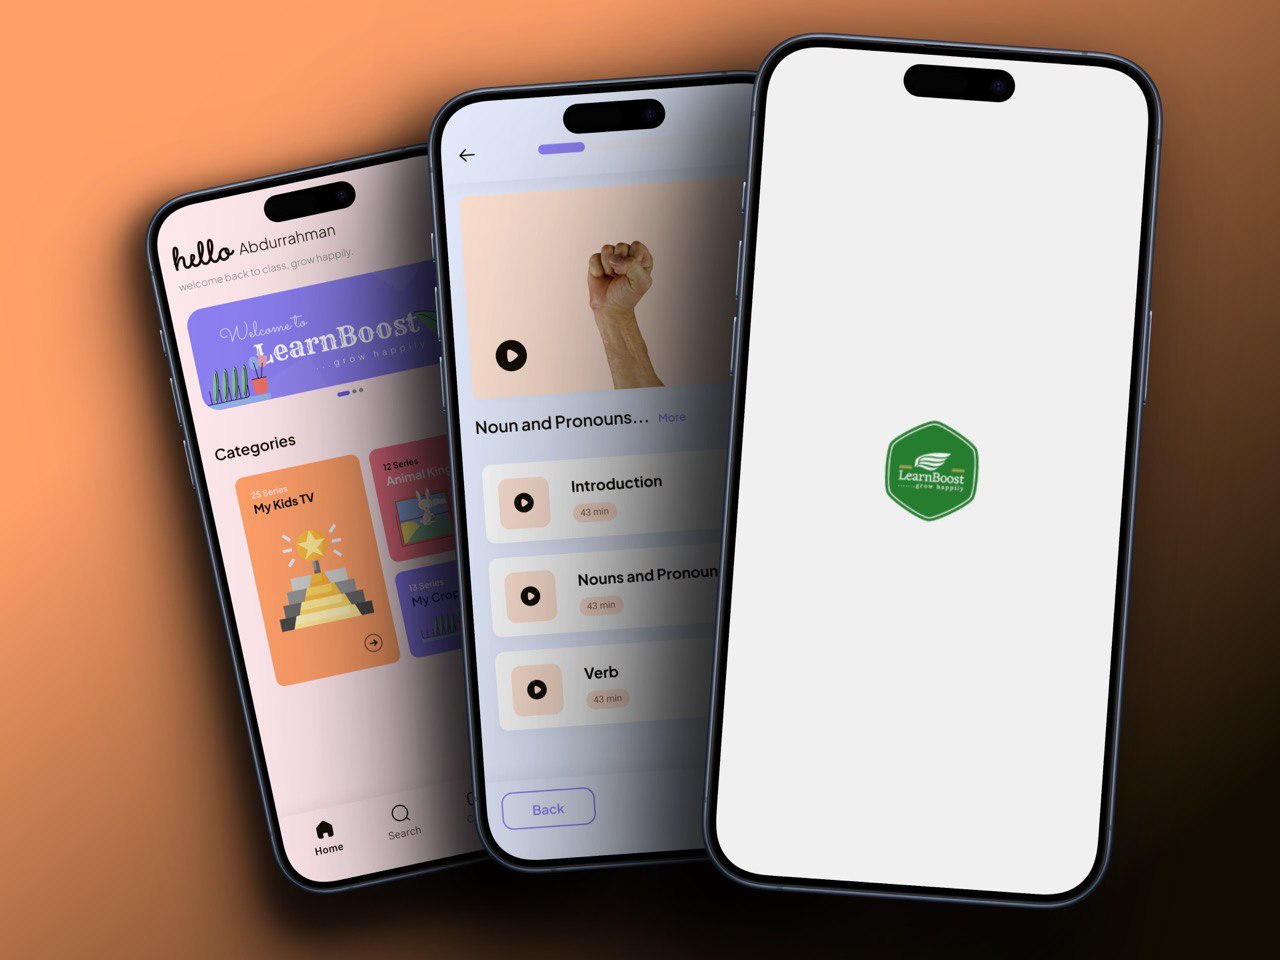 hello Abdurrahman
welcome back to class, grow happily.
Welcome to
LearnBoost
...grow happily
Categories
25 Series
My Kids TV
12 Series
Animal King
13 Series
My Crop
Home
Search
Noun and Pronouns... More
Introduction
43 min
Nouns and Pronoun
43 min
Verb
43 min
Back
LearnBoost
......grow happily